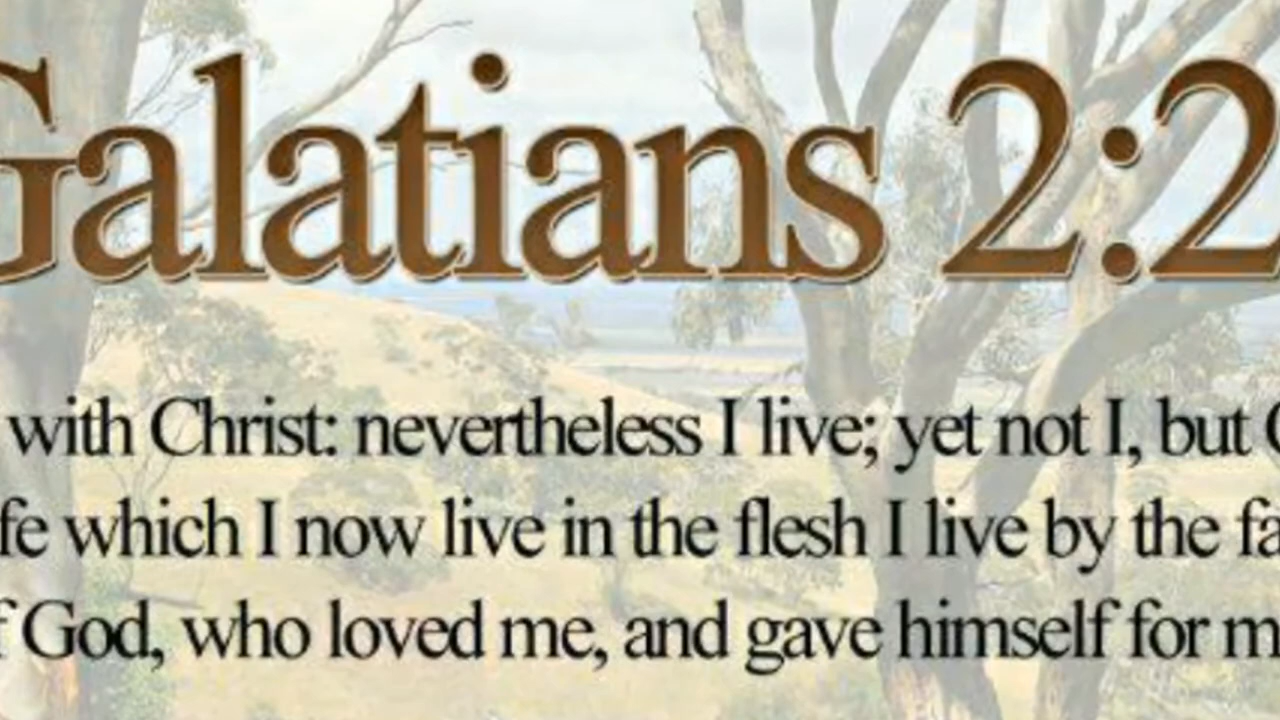 Galatians 2:2
with Christ: nevertheless I live; yet not I, but C
fe which I now live in the flesh I live by the fa
f God, who loved me, and gave himself for m